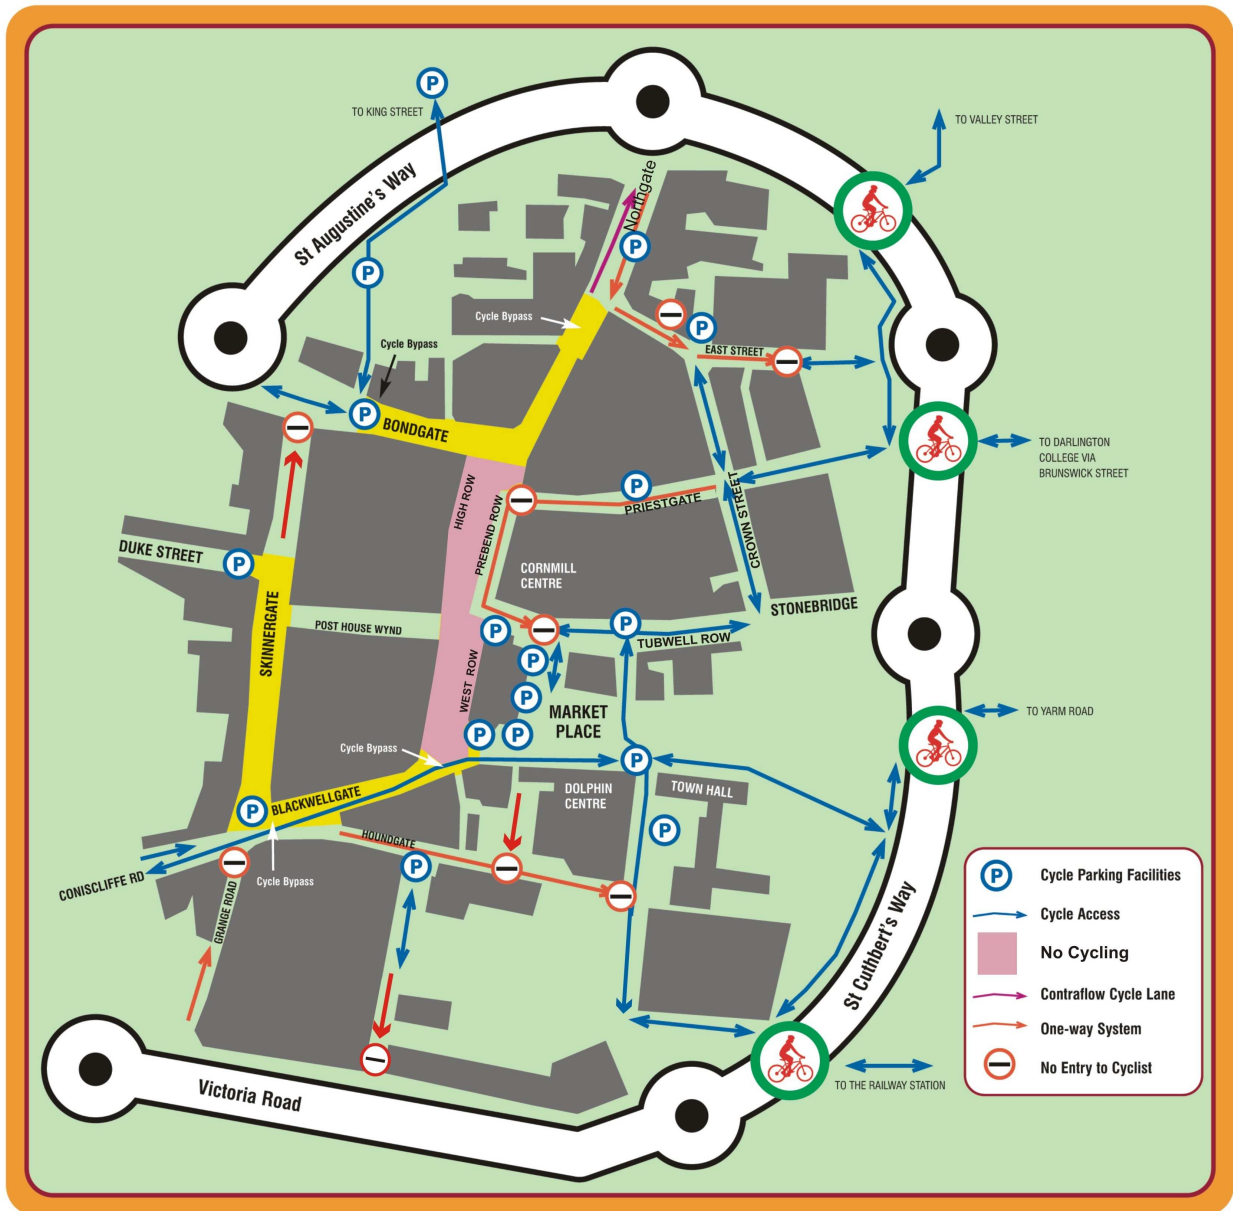 P
TO KING STREET
St Augustine's Way
TO VALLEY STREET
Northgate
P
P
Cycle Bypass
P
EAST STREET
Cycle Bypass
P
BONDGATE
TO DARLINGTON
COLLEGE VIA
BRUNSWICK STREET
HIGH ROW
PREBEND ROW
P
PRIESTGATE
CROWN STREET
DUKE STREET
P
CORNMILL
CENTRE
STONEBRIDGE
SKINNERGATE
POST HOUSE WYND
P
P
TUBWELL ROW
P
WEST ROW
P
MARKET
PLACE
TO YARM ROAD
P
P
Cycle Bypass
P
DOLPHIN
CENTRE
TOWN HALL
P
BLACKWELLGATE
P
HOUNDGATE
P
CONISCLIFFE RD
Cycle Bypass
GRANGE ROAD
St Cuthbert's Way
P
Cycle Parking Facilities
Cycle Access
No Cycling
Contraflow Cycle Lane
One-way System
No Entry to Cyclist
TO THE RAILWAY STATION
Victoria Road